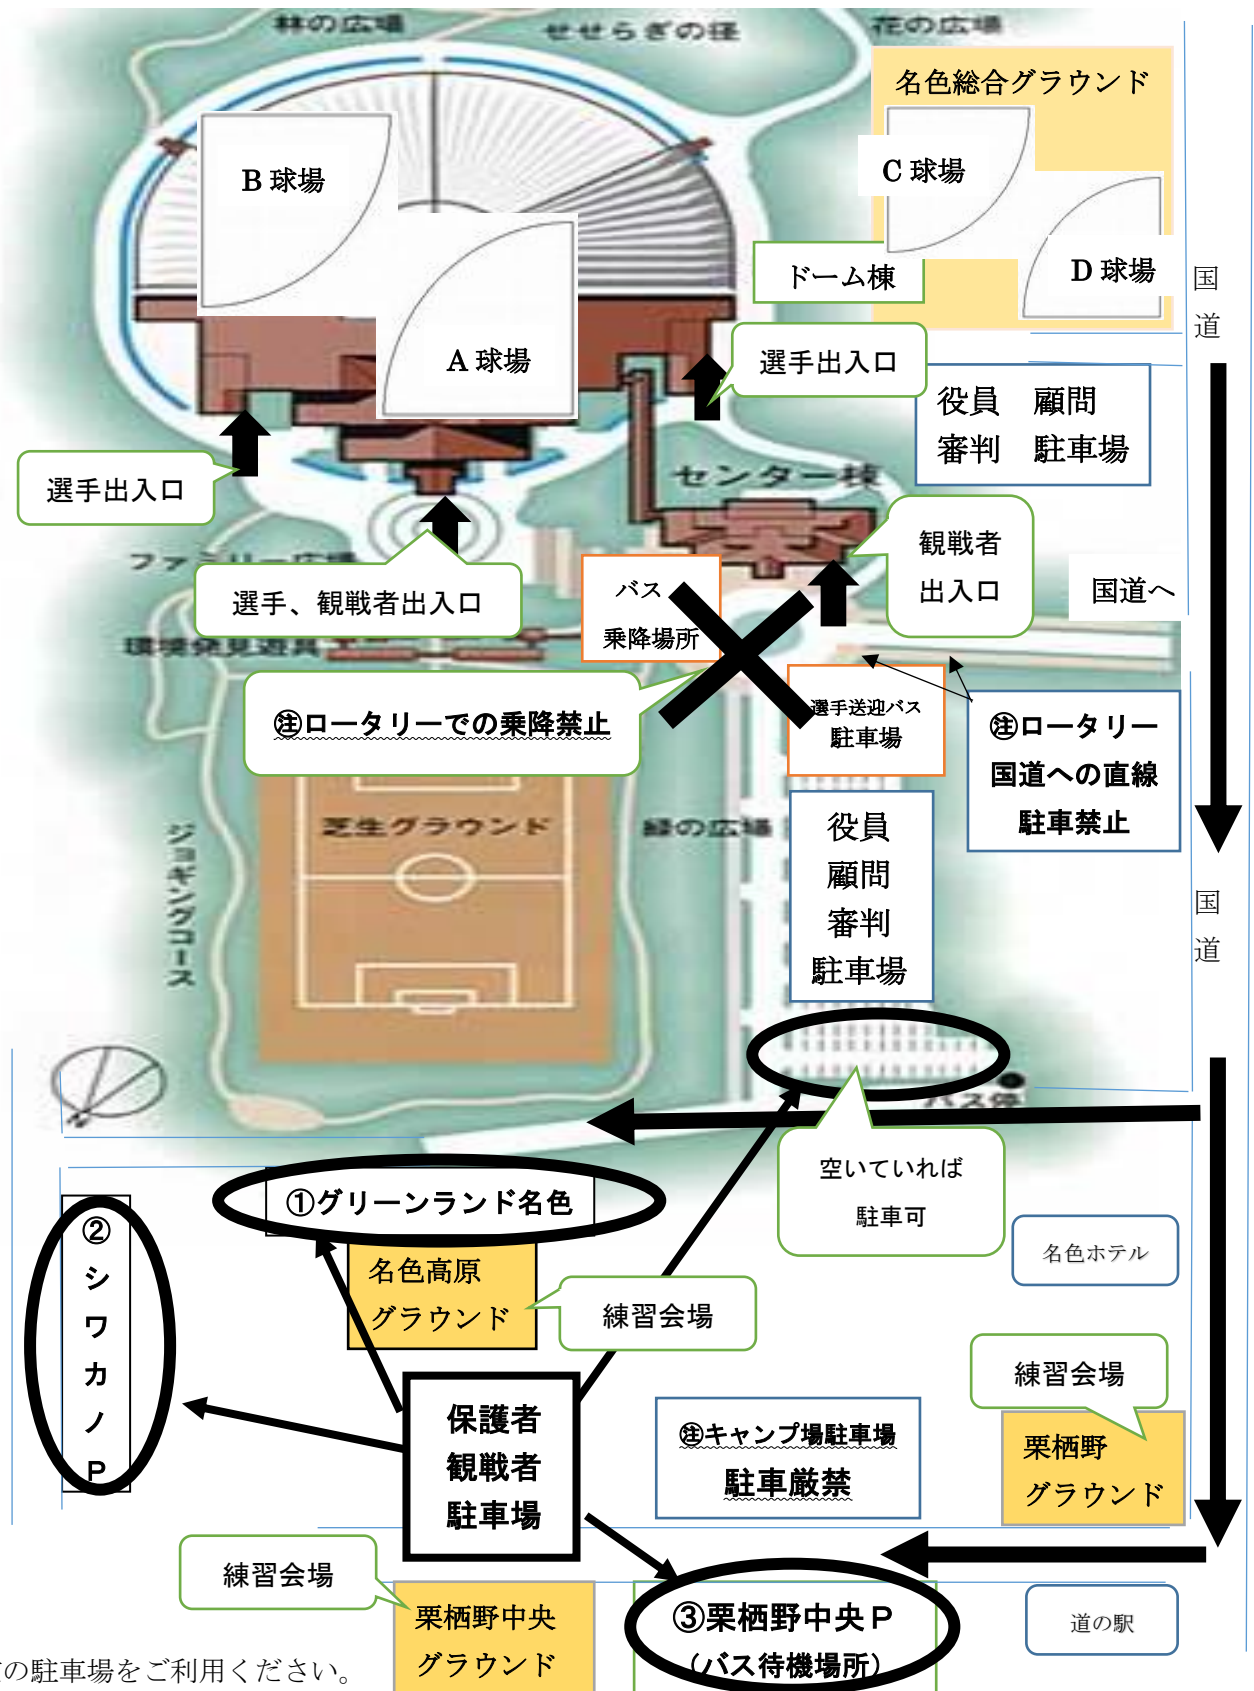 林の広場
せせらぎの径
花の広場
名色総合グラウンド
B 球場
C 球場
D 球場
A 球場
ドーム棟
国
道
選手出入口
役員　顧問
審判　駐車場
選手出入口
センター棟
観戦者
出入口
ファミリー広場
選手、観戦者出入口
バス
乗降場所
国道へ
環境発見遊具
㊟ロータリーでの乗降禁止
選手送迎バス
駐車場
㊟ロータリー
国道への直線
駐車禁止
芝生グラウンド
緑の広場
役員
顧問
審判
駐車場
ジョギングコース
国
道
バス停
空いていれば
駐車可
①グリーンランド名色
②
シ
ワ
カ
ノ
P
名色高原
グラウンド
練習会場
名色ホテル
練習会場
保護者
観戦者
駐車場
㊟キャンプ場駐車場
駐車厳禁
栗栖野
グラウンド
練習会場
栗栖野中央
グラウンド
③栗栖野中央P
(バス待機場所)
道の駅
の駐車場をご利用ください。